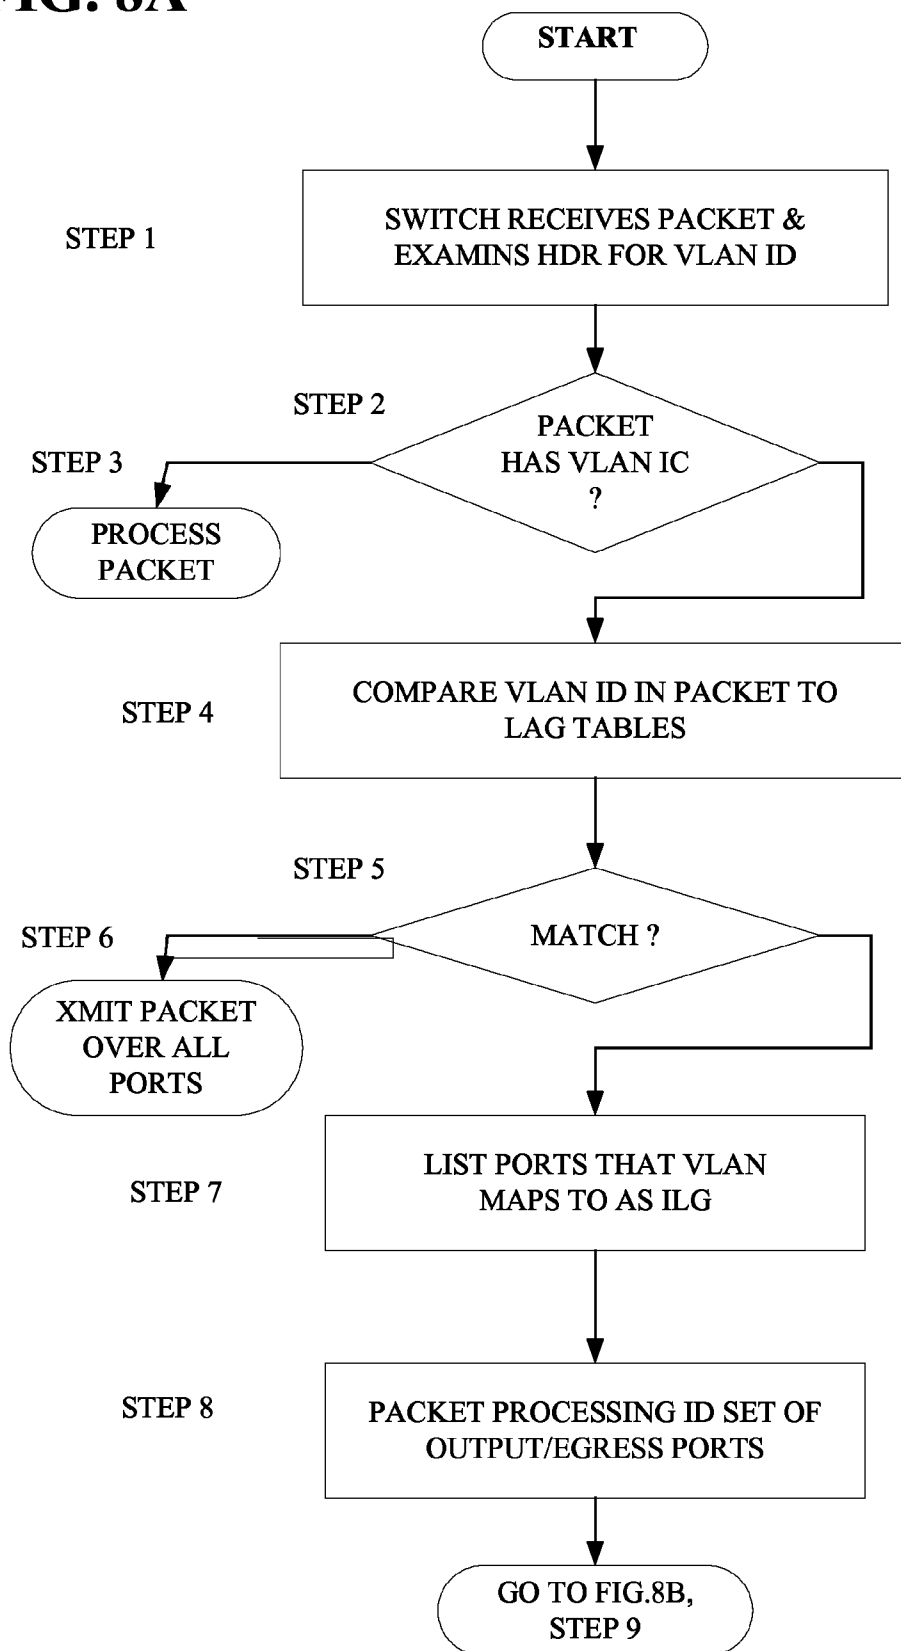 FIG. 8A
START
STEP 1
SWITCH RECEIVES PACKET &
EXAMINS HDR FOR VLAN ID
STEP 2
PACKET
HAS VLAN IC
?
STEP 3
PROCESS
PACKET
STEP 4
COMPARE VLAN ID IN PACKET TO
LAG TABLES
STEP 5
MATCH ?
STEP 6
XMIT PACKET
OVER ALL
PORTS
STEP 7
LIST PORTS THAT VLAN
MAPS TO AS ILG
STEP 8
PACKET PROCESSING ID SET OF
OUTPUT/EGRESS PORTS
GO TO FIG.8B,
STEP 9